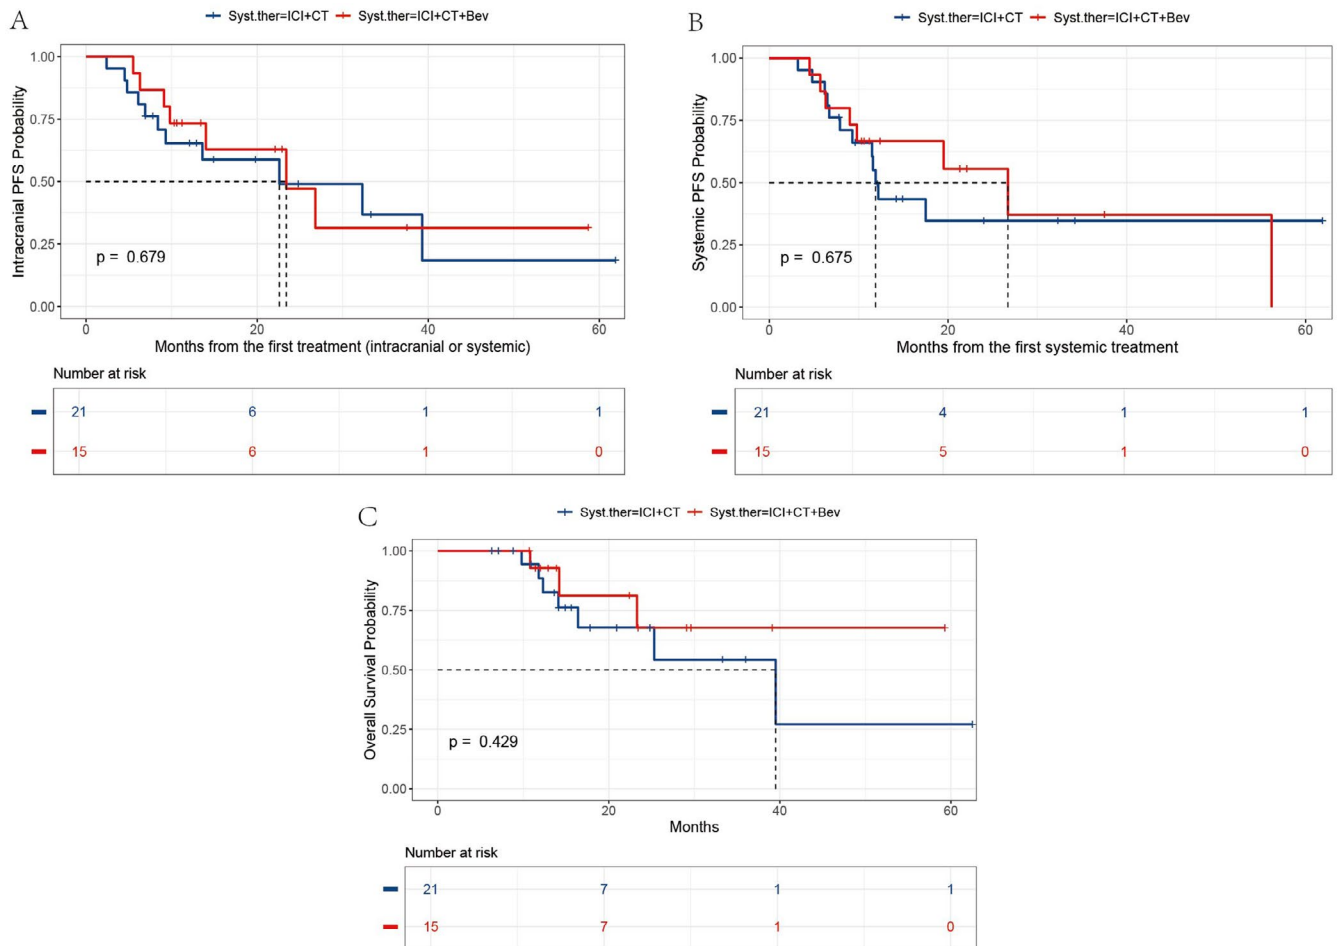 A
Syst.ther=ICI+CT Syst.ther=ICI+CT+Bev
Intracranial PFS Probability
1.00
0.75
0.50
0.25
0.00
p = 0.679
0 20 40 60
Months from the first treatment (intracranial or systemic)
Number at risk
21 6 1 1
15 6 1 0
B
Syst.ther=ICI+CT Syst.ther=ICI+CT+Bev
Systemic PFS Probability
1.00
0.75
0.50
0.25
0.00
p = 0.675
0 20 40 60
Months from the first systemic treatment
Number at risk
21 4 1 1
15 5 1 0
C
Syst.ther=ICI+CT Syst.ther=ICI+CT+Bev
Overall Survival Probability
1.00
0.75
0.50
0.25
0.00
p = 0.429
0 20 40 60
Months
Number at risk
21 7 1 1
15 7 1 0